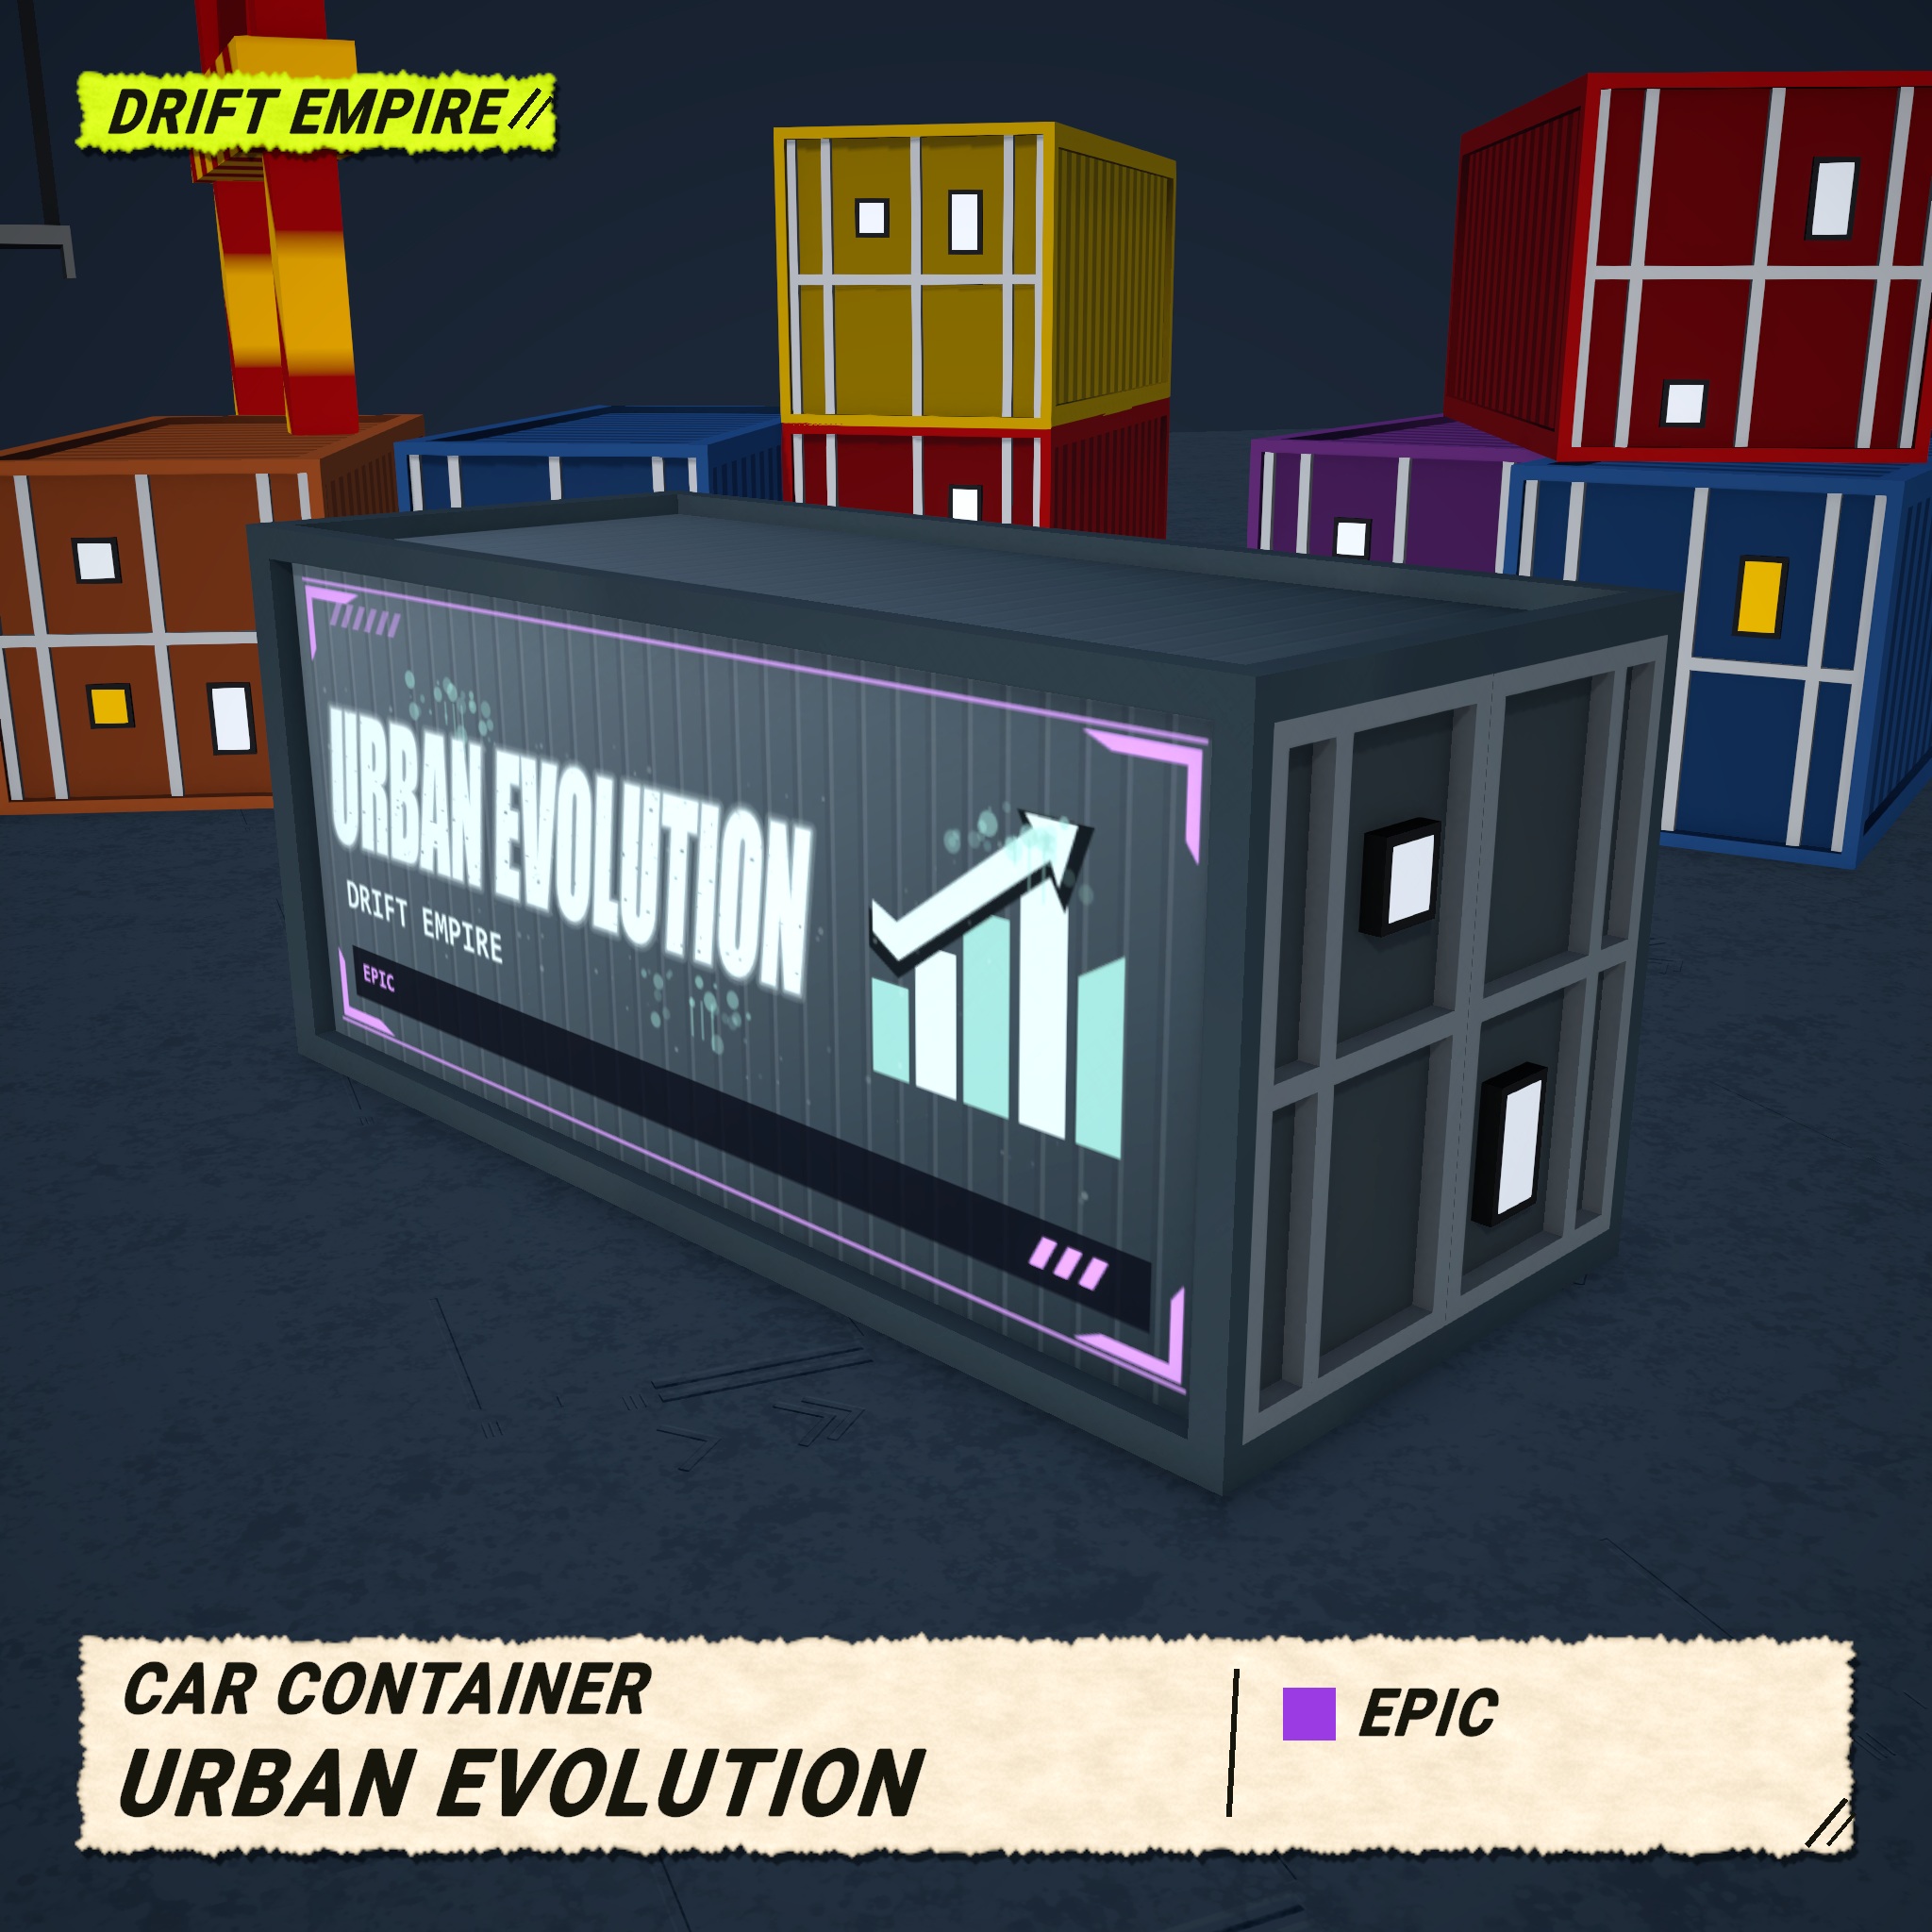 DRIFT EMPIRE//
URBAN EVOLUTION
DRIFT EMPIRE
EPIC
CAR CONTAINER
URBAN EVOLUTION
EPIC